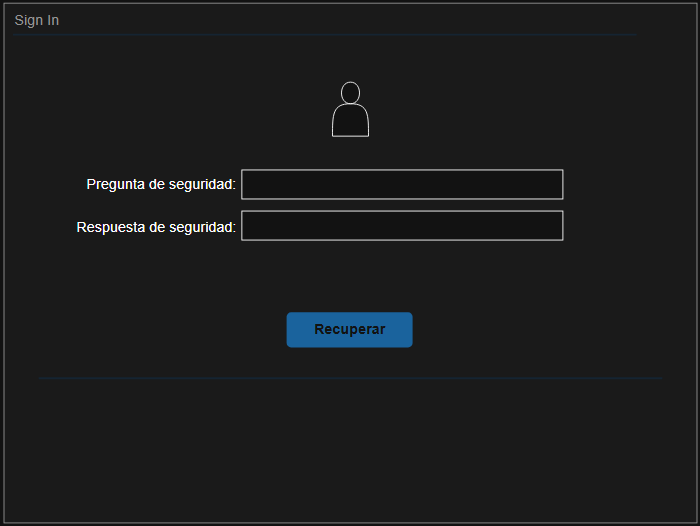 Sign In
Pregunta de seguridad:
Respuesta de seguridad:
Recuperar